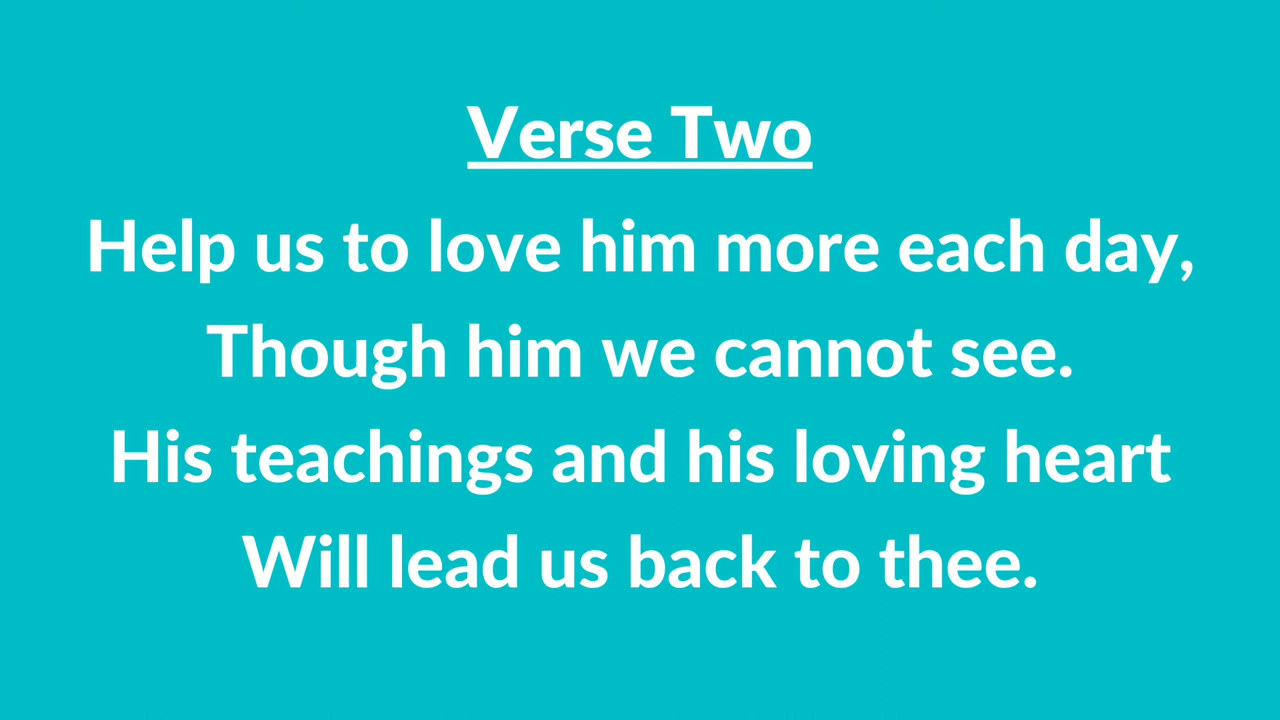 Verse Two
Help us to love him more each day,
Though him we cannot see.
His teachings and his loving heart
Will lead us back to thee.